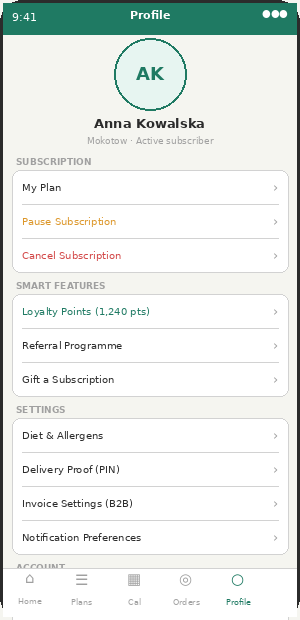 9:41
Profile
AK
Anna Kowalska
Mokotow · Active subscriber
SUBSCRIPTION
My Plan
Pause Subscription
Cancel Subscription
SMART FEATURES
Loyalty Points (1,240 pts)
Referral Programme
Gift a Subscription
SETTINGS
Diet & Allergens
Delivery Proof (PIN)
Invoice Settings (B2B)
Notification Preferences
ACCOUNT
Home Plans Cal Orders Profile